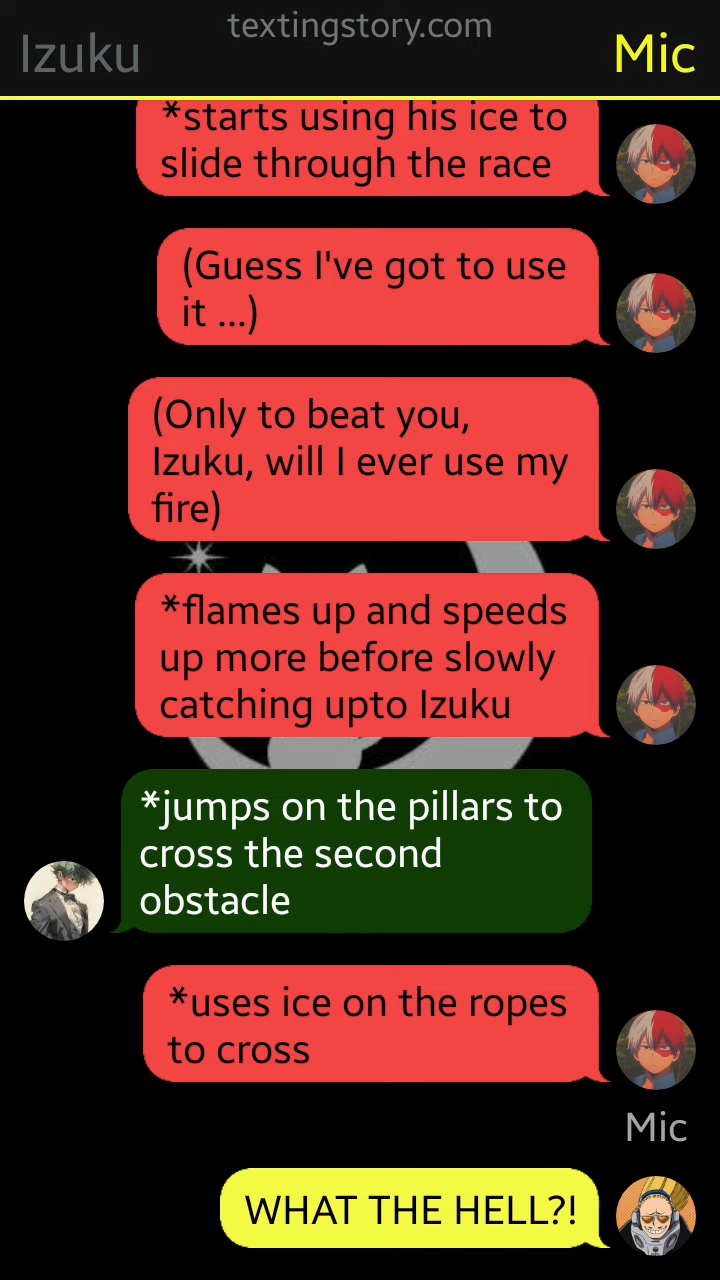 textingstory.com
Izuku
Mic
*starts using his ice to
slide through the race
(Guess I've got to use
it ...)
(Only to beat you,
Izuku, will I ever use my
fire)
*flames up and speeds
up more before slowly
catching upto Izuku
*jumps on the pillars to
cross the second
obstacle
*uses ice on the ropes
to cross
Mic
WHAT THE HELL?!